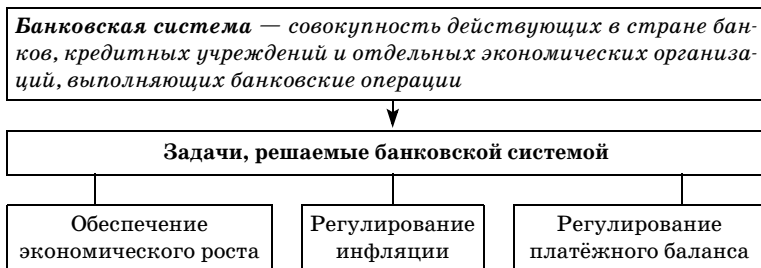 Банковская система — совокупность действующих в стране бан-
ков, кредитных учреждений и отдельных экономических организа-
ций, выполняющих банковские операции
Задачи, решаемые банковской системой
Обеспечение
экономического роста
Регулирование
инфляции
Регулирование
платёжного баланса